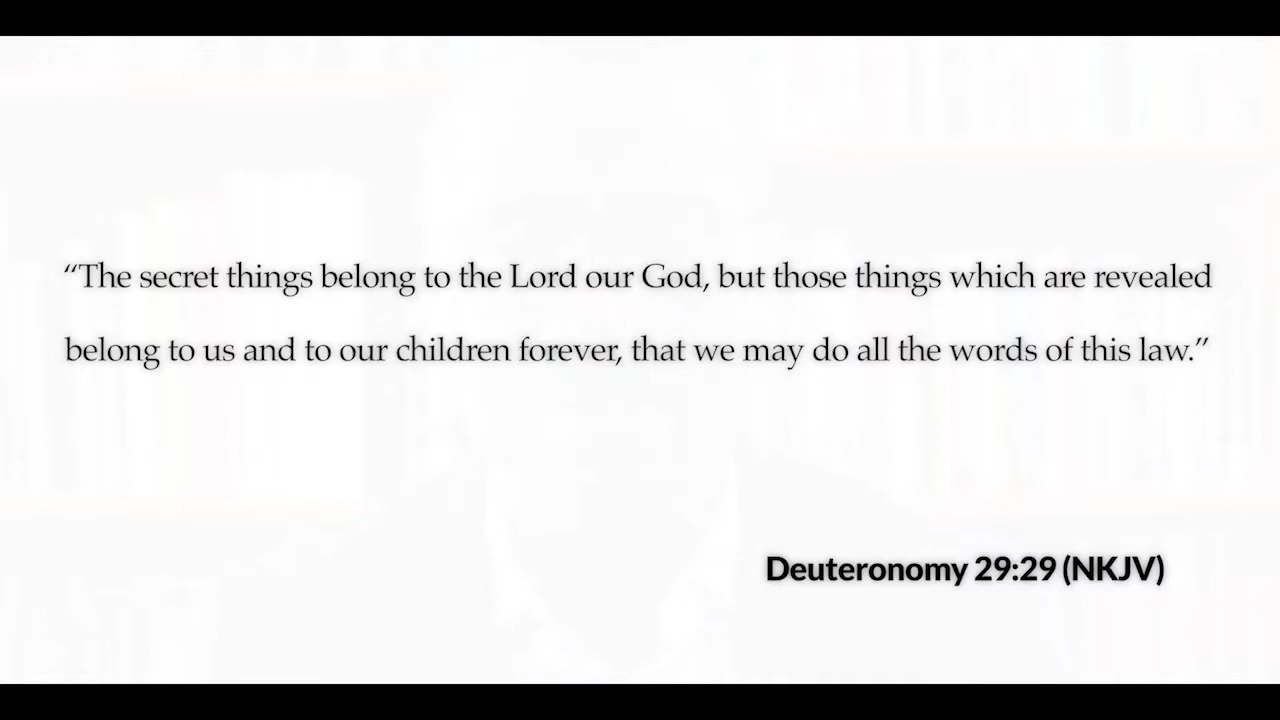 “The secret things belong to the Lord our God, but those things which are revealed
belong to us and to our children forever, that we may do all the words of this law.”
Deuteronomy 29:29 (NKJV)